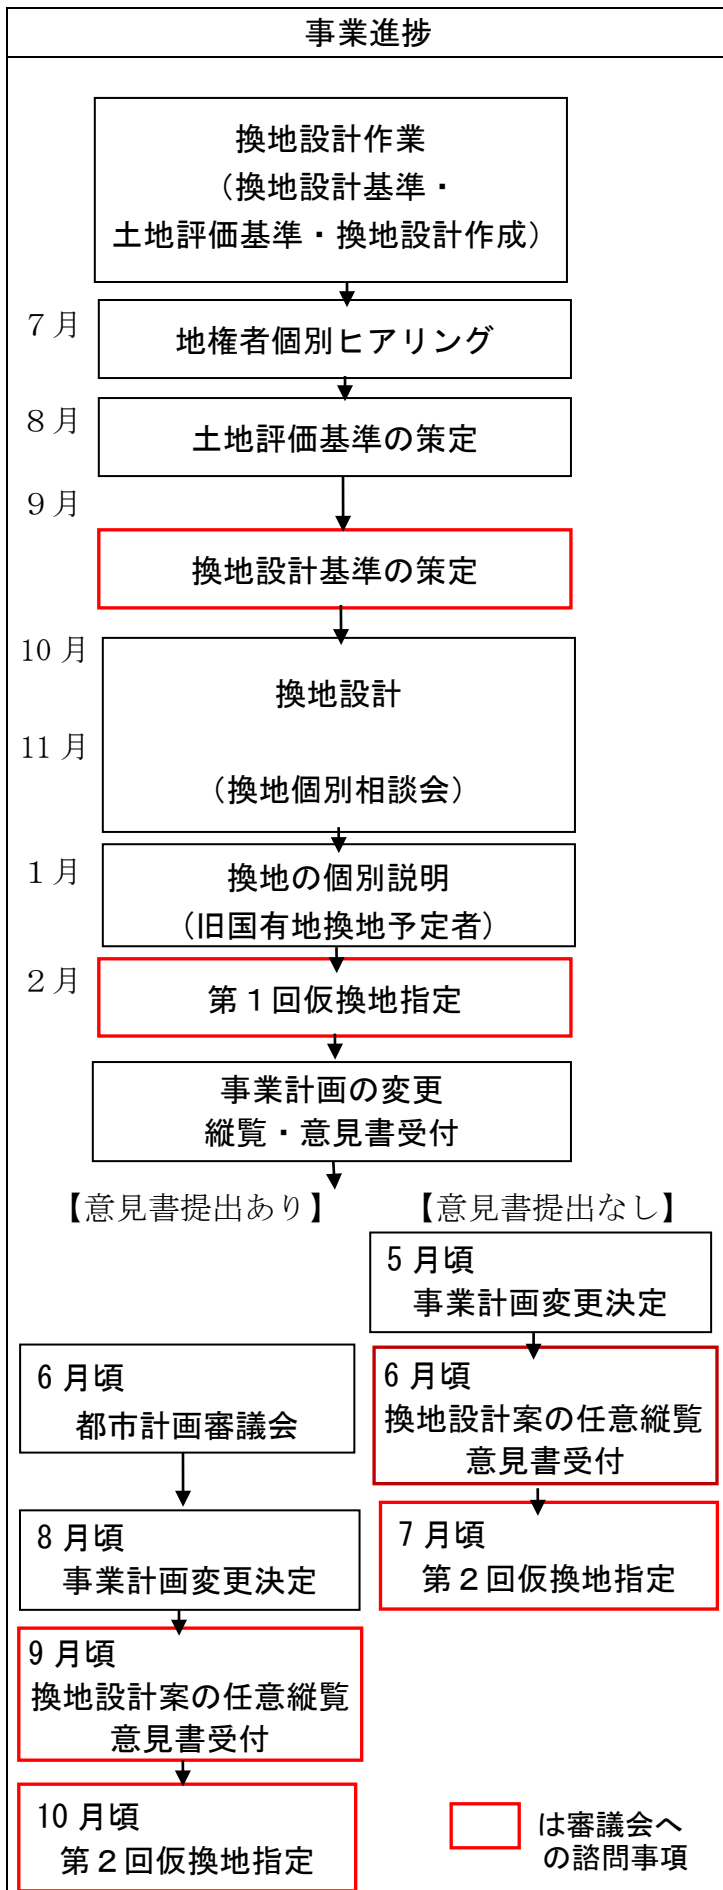 事業進捗
換地設計作業
（換地設計基準・
土地評価基準・換地設計作成）
７月
地権者個別ヒアリング
８月
土地評価基準の策定
９月
換地設計基準の策定
10 月
換地設計
11 月
（換地個別相談会）
１月
換地の個別説明
（旧国有地換地予定者）
２月
第１回仮換地指定
事業計画の変更
縦覧・意見書受付
【意見書提出あり】
【意見書提出なし】
5 月頃
事業計画変更決定
6 月頃
換地設計案の任意縦覧
意見書受付
7 月頃
第２回仮換地指定
6 月頃
都市計画審議会
8 月頃
事業計画変更決定
9 月頃
換地設計案の任意縦覧
意見書受付
10 月頃
第２回仮換地指定
は審議会へ
の諮問事項